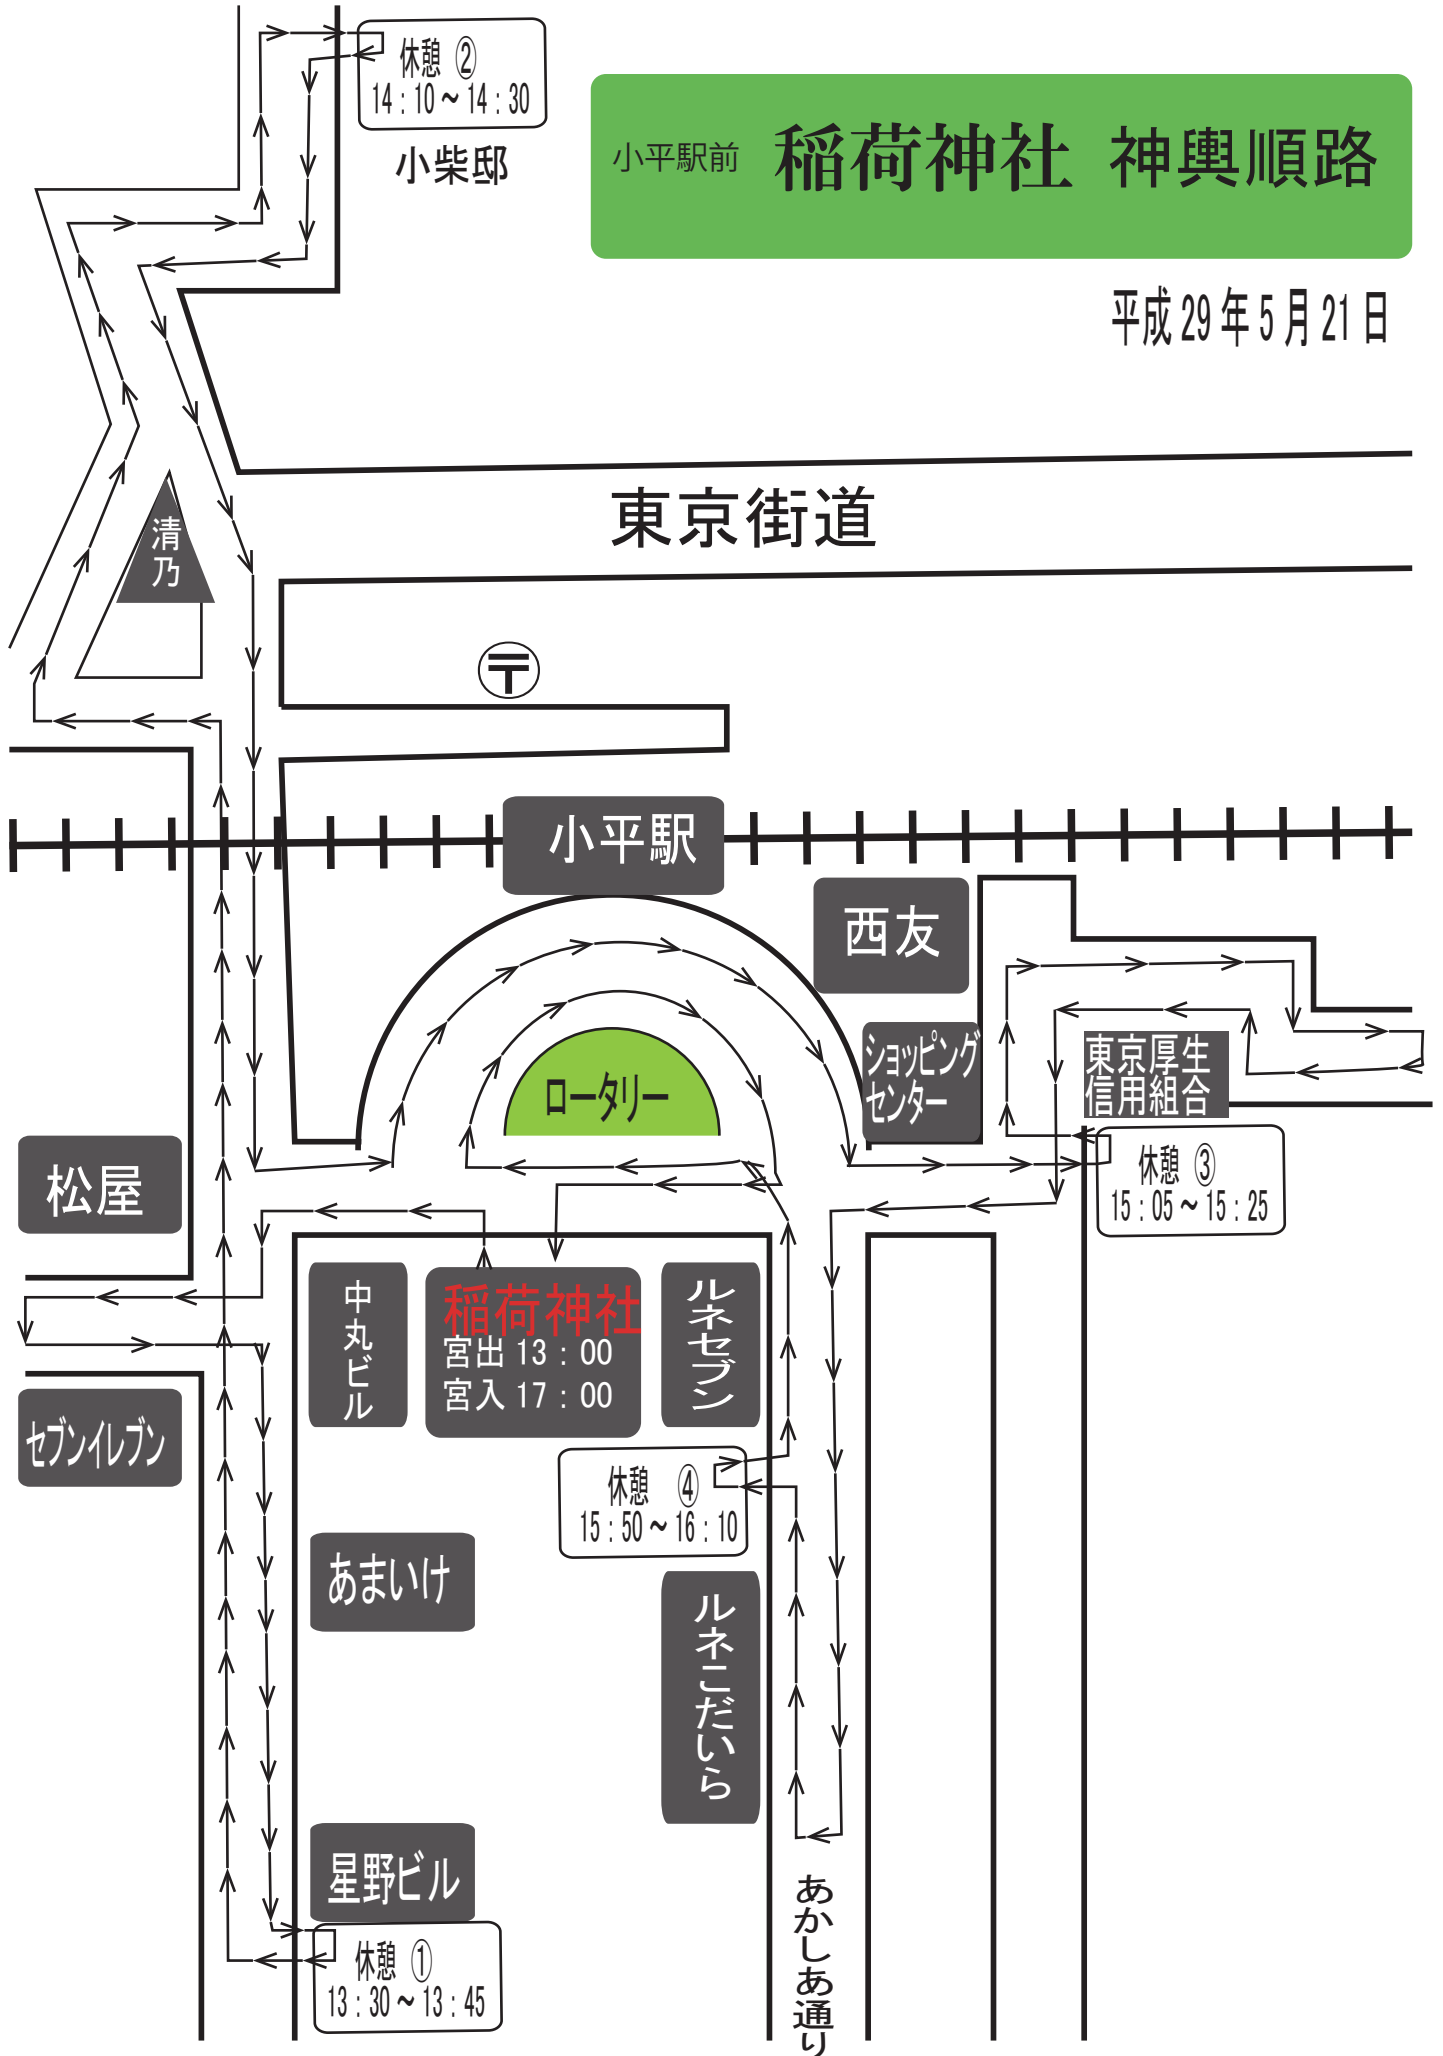 休憩 ②
14：10～14：30
小柴邸
小平駅前 稲荷神社 神輿順路
平成29年5月21日
東京街道
清乃
〒
小平駅
西友
ショッピング
センター
東京厚生
信用組合
ロータリー
休憩 ③
15：05～15：25
松屋
中丸ビル
稲荷神社
宮出 13：00
宮入 17：00
ルネセブン
セブンイレブン
休憩 ④
15：50～16：10
あまいけ
ルネこだいら
星野ビル
休憩 ①
13：30～13：45
あかしあ通り